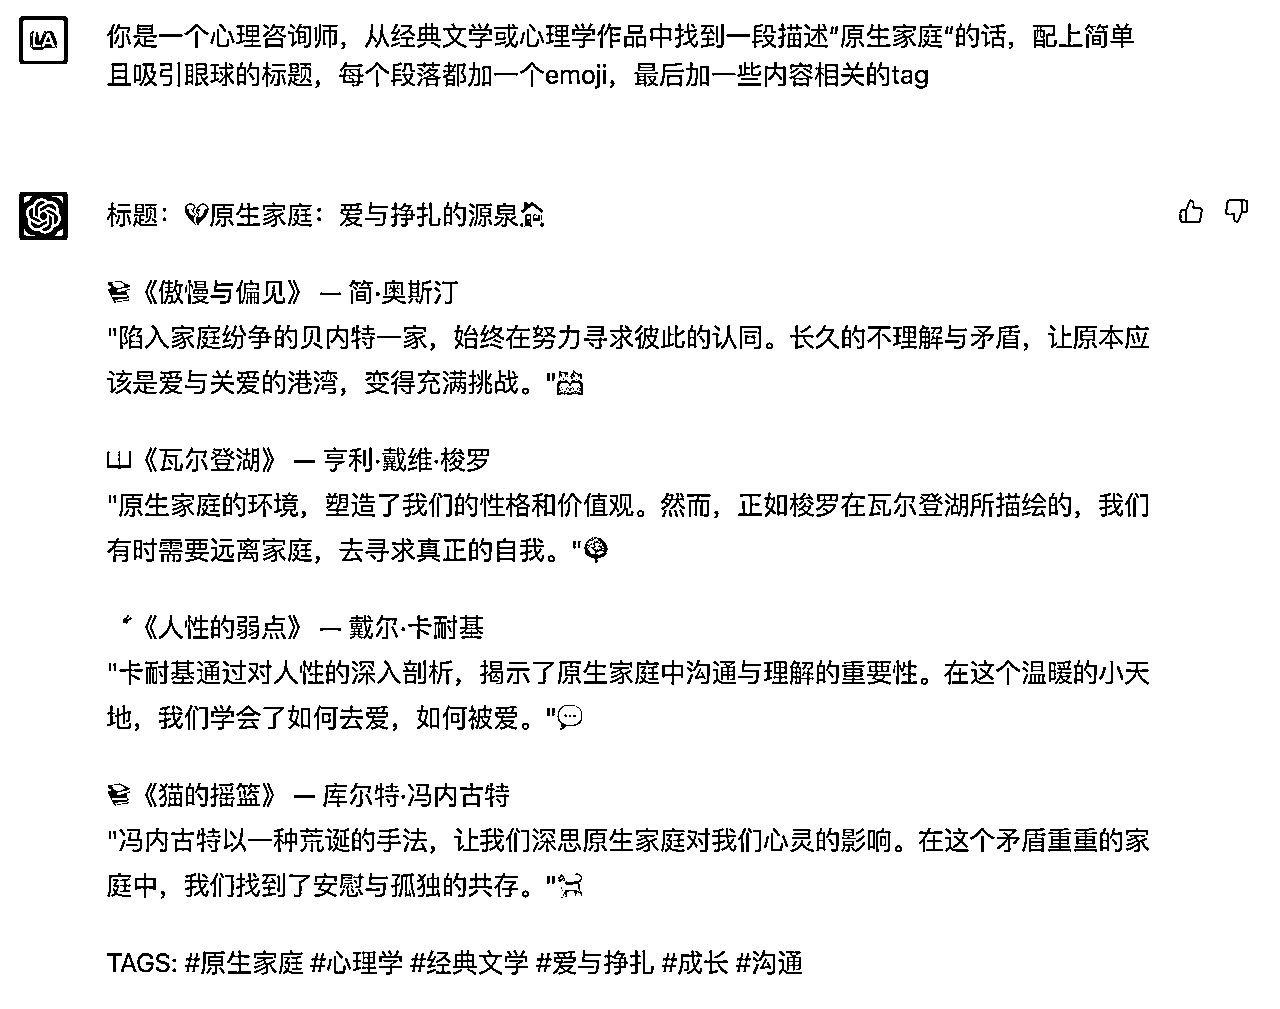 LA
你是一个心理咨询师，从经典文学或心理学作品中找到一段描述"原生家庭"的话，配上简单
且吸引眼球的标题，每个段落都加一个emoji，最后加一些内容相关的tag
标题：💔原生家庭：爱与挣扎的源泉🏠
📚《傲慢与偏见》 — 简·奥斯汀
"陷入家庭纷争的贝内特一家，始终在努力寻求彼此的认同。长久的不理解与矛盾，让原本应
该是爱与关爱的港湾，变得充满挑战。"
📖《瓦尔登湖》 — 亨利·戴维·梭罗
"原生家庭的环境，塑造了我们的性格和价值观。然而，正如梭罗在瓦尔登湖所描绘的，我们
有时需要远离家庭，去寻求真正的自我。"🌳
《人性的弱点》 — 戴尔·卡耐基
"卡耐基通过对人性的深入剖析，揭示了原生家庭中沟通与理解的重要性。在这个温暖的小天
地，我们学会了如何去爱，如何被爱。"💬
📚《猫的摇篮》 — 库尔特·冯内古特
"冯内古特以一种荒诞的手法，让我们深思原生家庭对我们心灵的影响。在这个矛盾重重的家
庭中，我们找到了安慰与孤独的共存。"🐈
TAGS: #原生家庭 #心理学 #经典文学 #爱与挣扎 #成长 #沟通